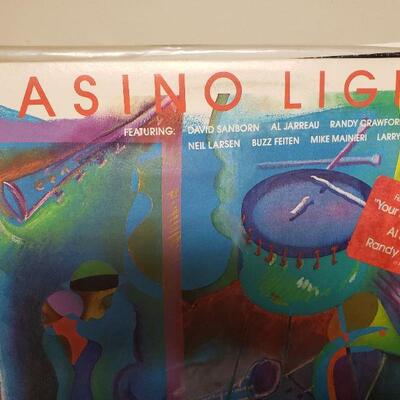 ASINO LIG
FEATURING: DAVID SANBORN AL JARREAU RANDY CRAWFOR
NEIL LARSEN BUZZ FEITEN MIKE MAINIERI LARRY
"Your
Al
Randy